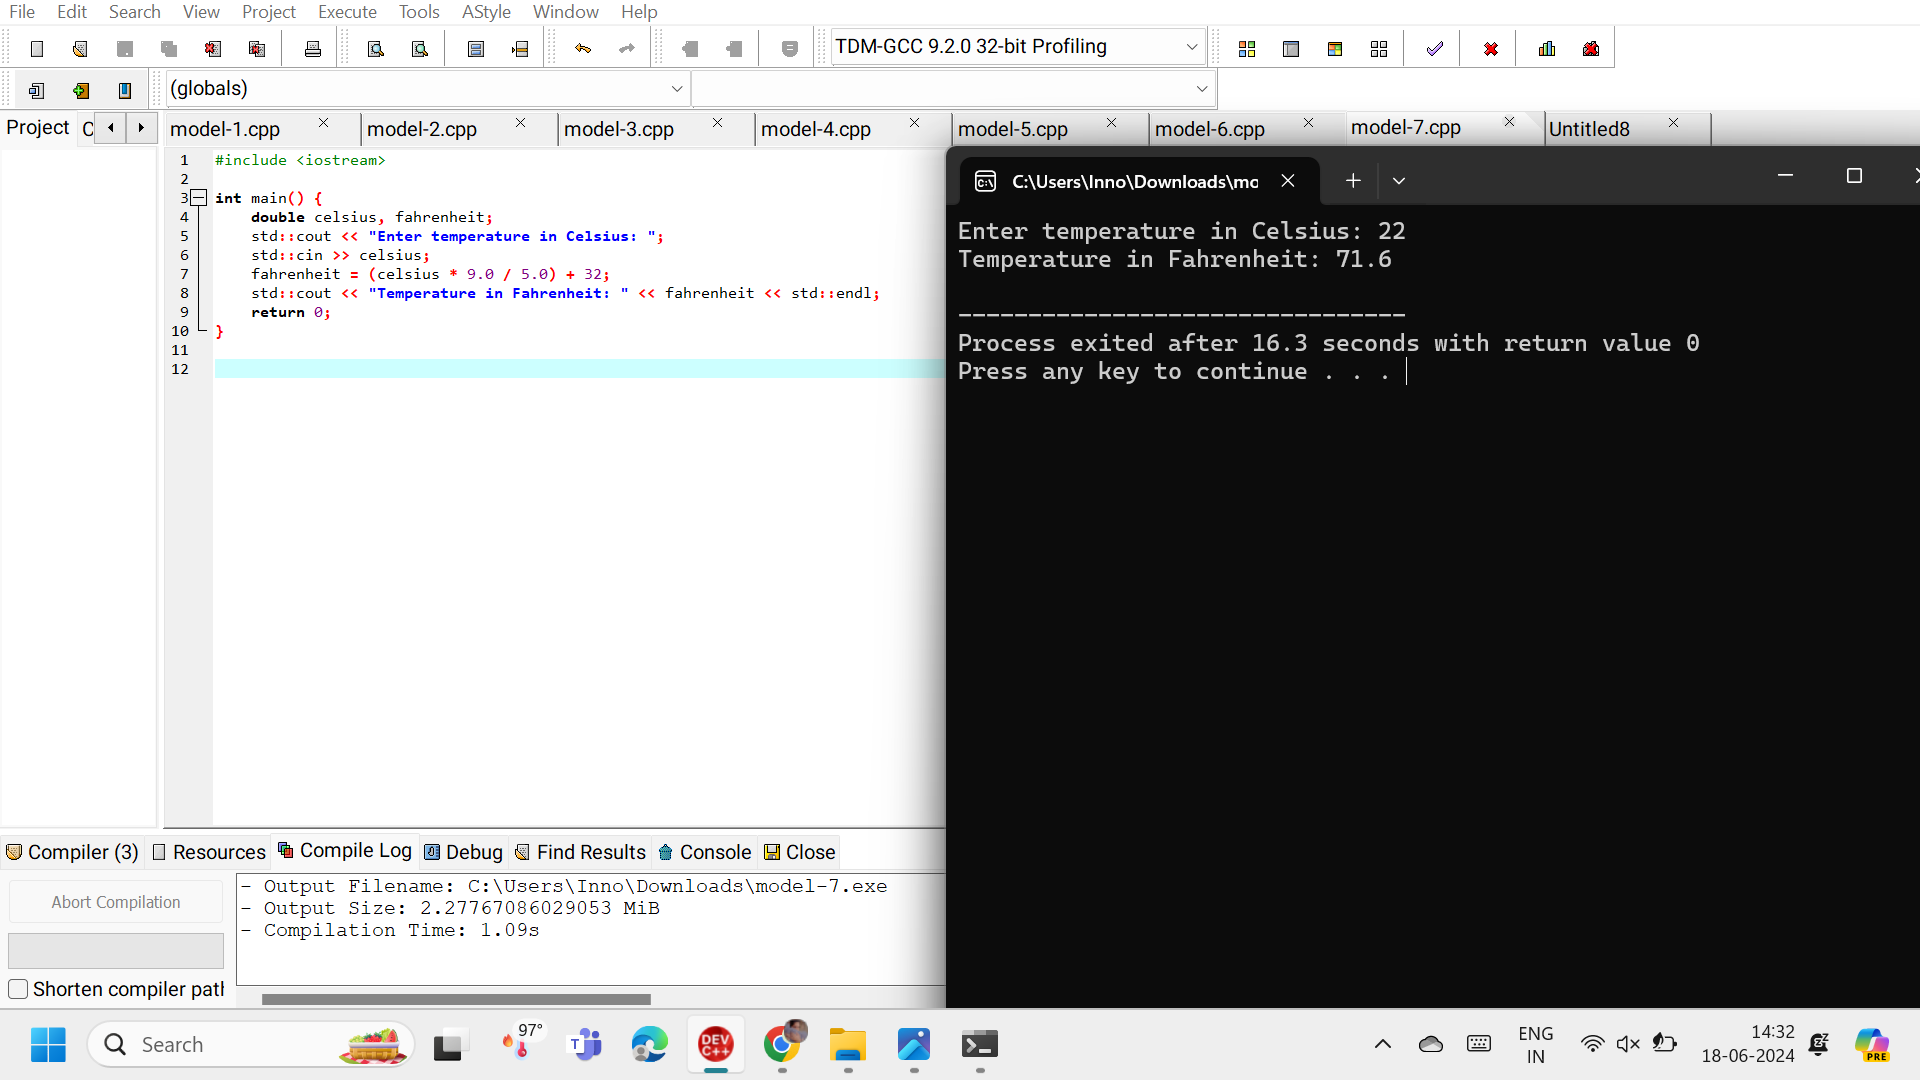 File Edit Search View Project Execute Tools AStyle Window Help
TDM-GCC 9.2.0 32-bit Profiling
(globals)
Project C
model-1.cpp model-2.cpp model-3.cpp model-4.cpp model-5.cpp model-6.cpp model-7.cpp Untitled8
1 #include <iostream>
2
3 int main() {
4 double celsius, fahrenheit;
5 std::cout << "Enter temperature in Celsius: ";
6 std::cin >> celsius;
7 fahrenheit = (celsius * 9.0 / 5.0) + 32;
8 std::cout << "Temperature in Fahrenheit: " << fahrenheit << std::endl;
9 return 0;
10 }
11
12
C:\Users\Inno\Downloads\mo
Enter temperature in Celsius: 22
Temperature in Fahrenheit: 71.6
--------------------------------
Process exited after 16.3 seconds with return value 0
Press any key to continue . . .
Compiler (3) Resources Compile Log Debug Find Results Console Close
Abort Compilation
Shorten compiler path
- Output Filename: C:\Users\Inno\Downloads\model-7.exe
- Output Size: 2.27767086029053 MiB
- Compilation Time: 1.09s
Search
97°
T
DEV C++
ENG
IN
14:32
18-06-2024
PRE